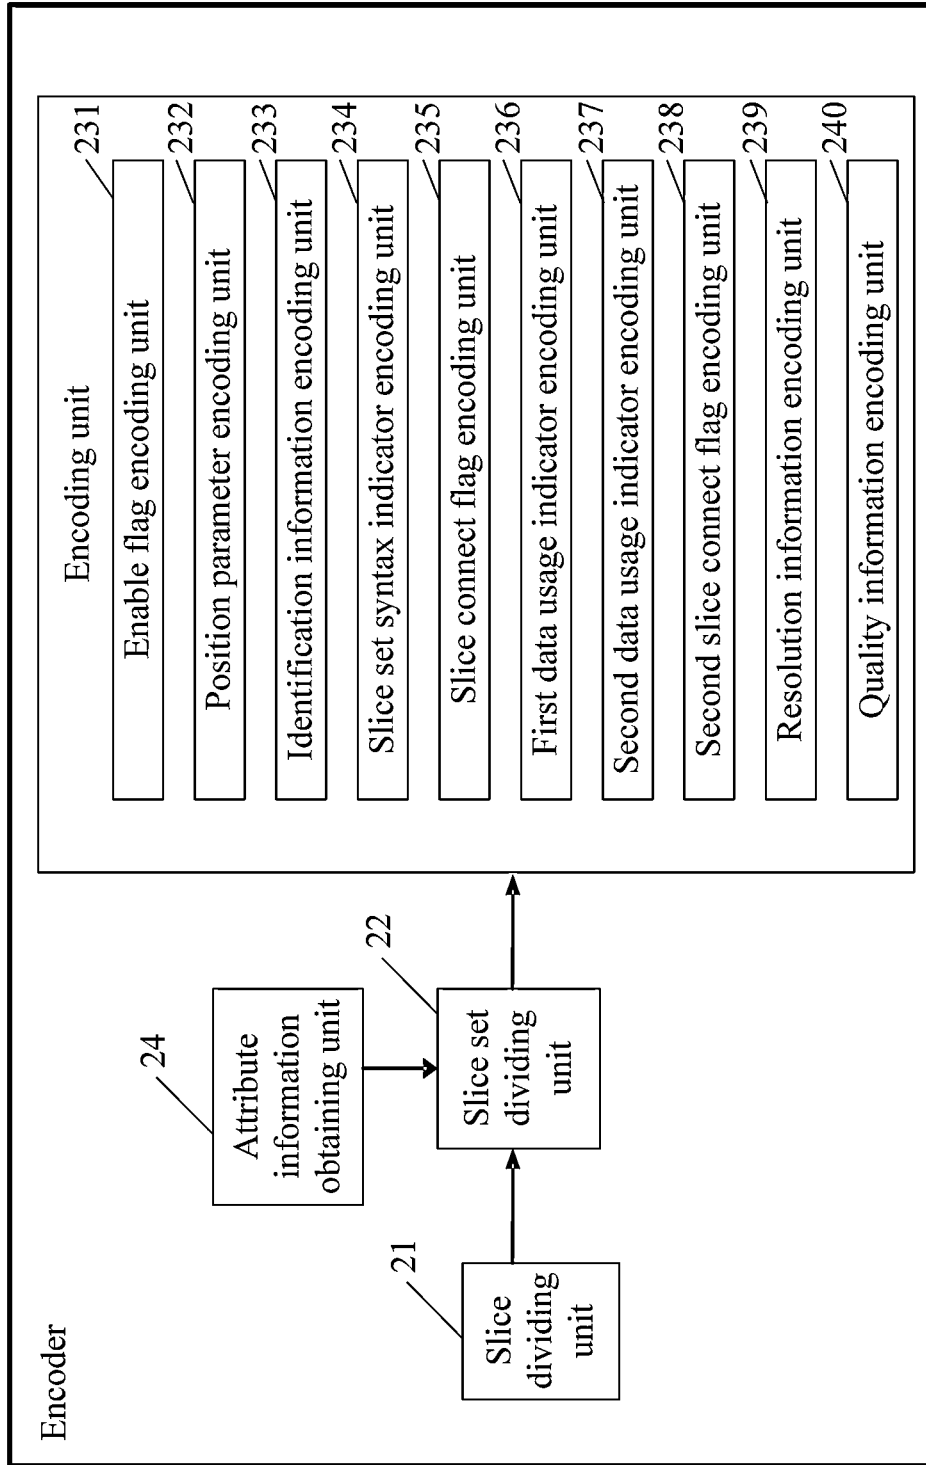 Encoder
Slice
dividing
unit
21
Attribute
information
obtaining unit
24
Slice set
dividing
unit
22
Encoding unit
Enable flag encoding unit
231
Position parameter encoding unit
232
Identification information encoding unit
233
Slice set syntax indicator encoding unit
234
Slice connect flag encoding unit
235
First data usage indicator encoding unit
236
Second data usage indicator encoding unit
237
Second slice connect flag encoding unit
238
Resolution information encoding unit
239
Quality information encoding unit
240